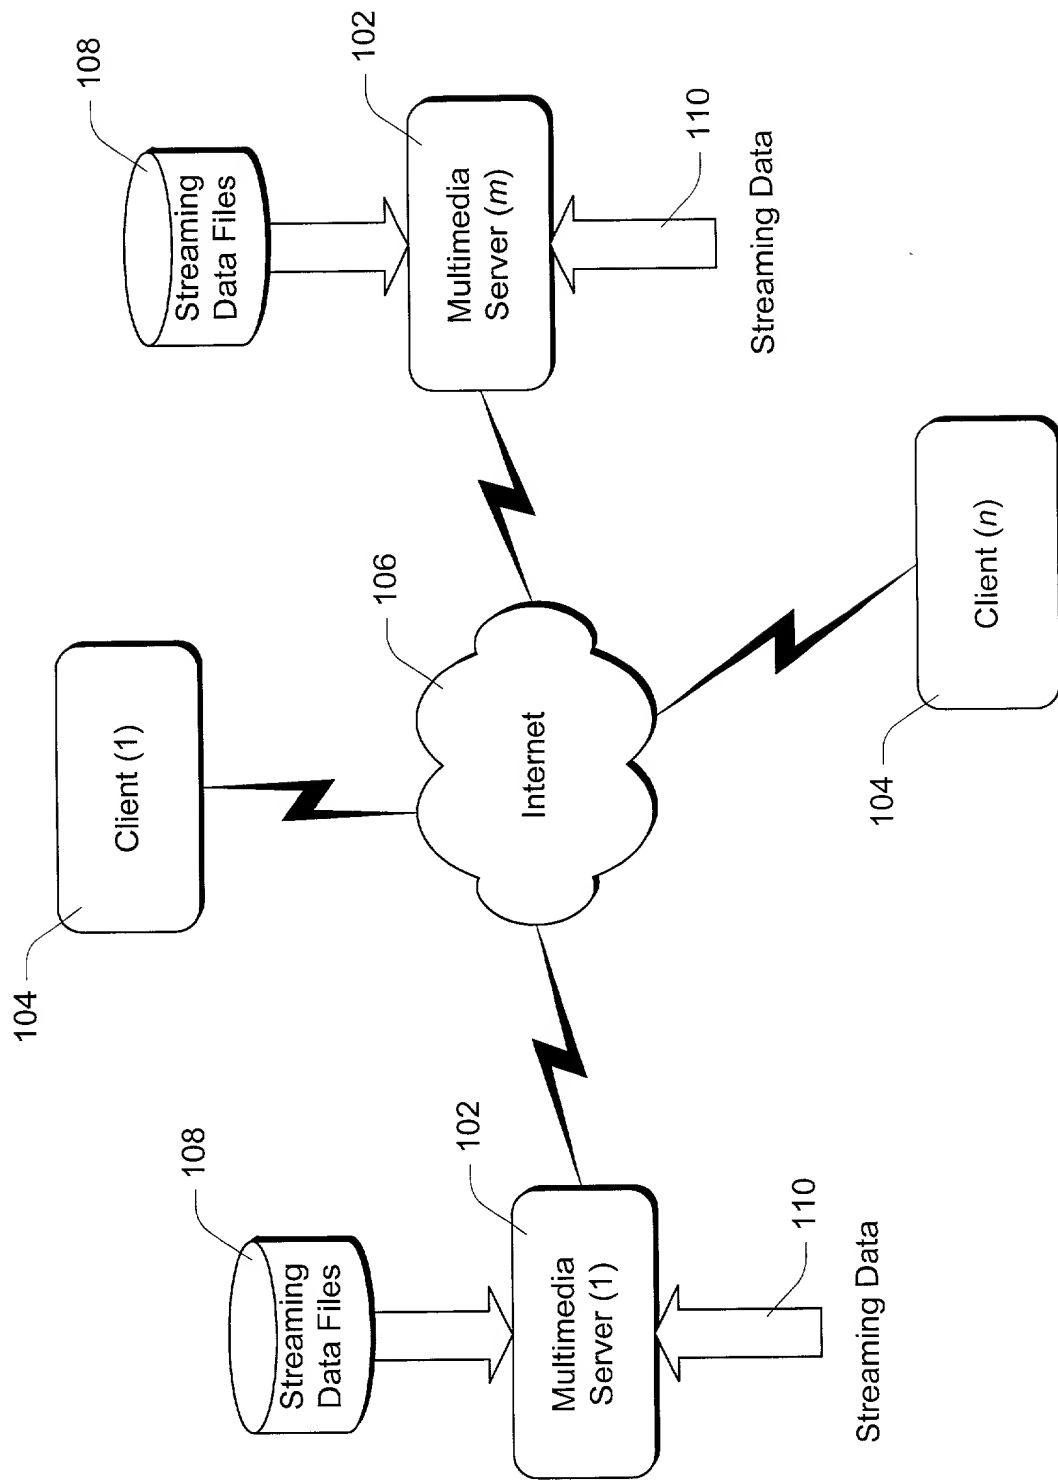 104
Client (1)
108
Streaming
Data Files
102
Multimedia
Server (m)
110
Streaming Data
106
Internet
108
Streaming
Data Files
102
Multimedia
Server (1)
110
Streaming Data
104
Client (n)